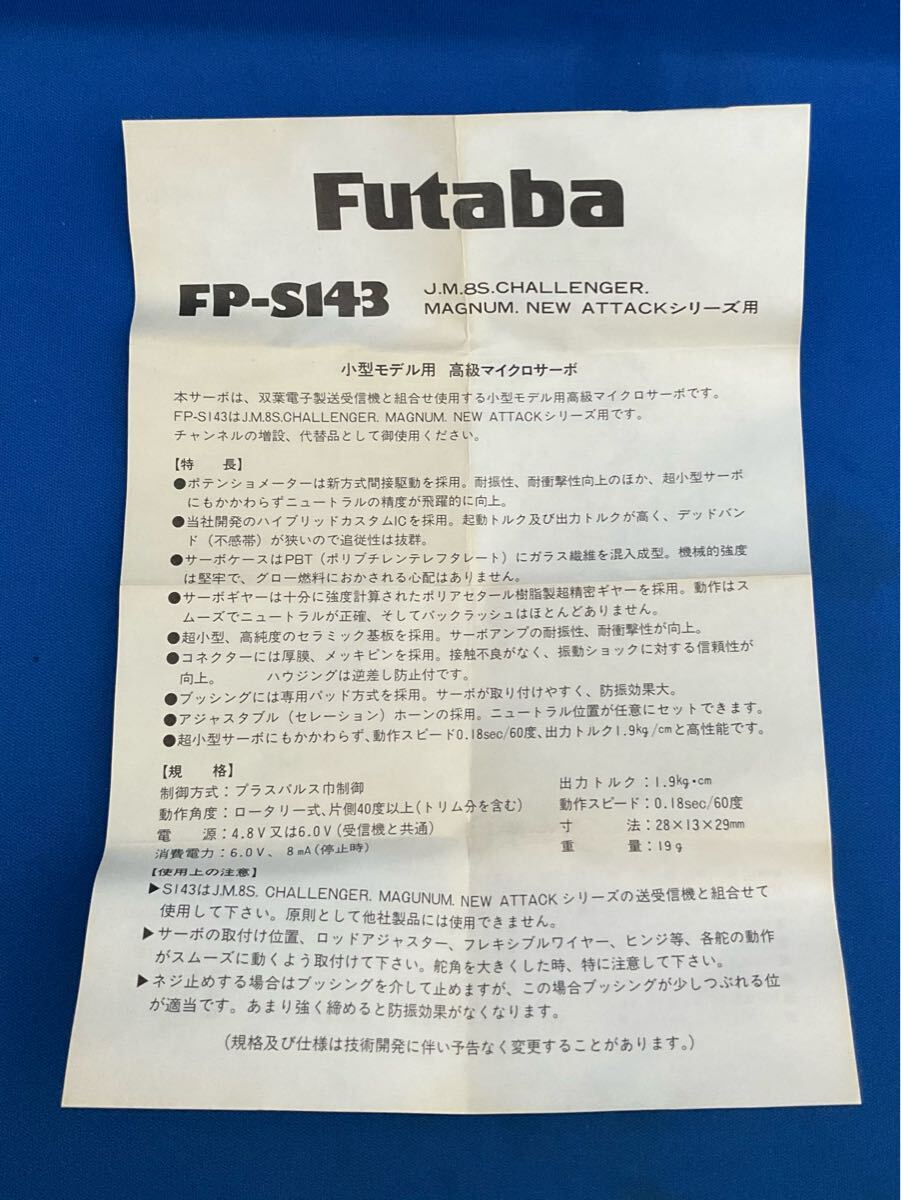 Futaba
FP-S143
J.M.8S.CHALLENGER.
MAGNUM. NEW ATTACKシリーズ用
小型モデル用 高級マイクロサーボ
本サーボは、双葉電子製送受信機と組合せ使用する小型モデル用高級マイクロサーボです。
FP-S143はJ.M.8S.CHALLENGER. MAGNUM. NEW ATTACKシリーズ用です。
チャンネルの増設、代替品として御使用ください。
【特 長】
●ポテンショメーターは新方式間接駆動を採用。耐振性、耐衝撃性向上のほか、超小型サーボ
にもかかわらずニュートラルの精度が飛躍的に向上。
●当社開発のハイブリッドカスタムICを採用。起動トルク及び出力トルクが高く、デッドバン
ド（不感帯）が狭いので追従性は抜群。
●サーボケースはPBT（ポリブチレンテレフタレート）にガラス繊維を混入成型。機械的強度
は堅牢で、グロー燃料におかされる心配はありません。
●サーボギヤーは十分に強度計算されたポリアセタール樹脂製超精密ギヤーを採用。動作はス
ムーズでニュートラルが正確、そしてバックラッシュはほとんどありません。
●超小型、高純度のセラミック基板を採用。サーボアンプの耐振性、耐衝撃性が向上。
●コネクターには厚膜、メッキピンを採用。接触不良がなく、振動ショックに対する信頼性が
向上。 ハウジングは逆差し防止付です。
●ブッシングには専用パッド方式を採用。サーボが取り付けやすく、防振効果大。
●アジャスタブル（セレーション）ホーンの採用。ニュートラル位置が任意にセットできます。
●超小型サーボにもかかわらず、動作スピード0.18sec/60度、出力トルク1.9kg/cmと高性能です。
【規 格】
制御方式：プラスパルス巾制御
動作角度：ロータリー式、片側40度以上(トリム分を含む)
電 源：4.8V又は6.0V(受信機と共通)
消費電力：6.0V、 8mA(停止時)
出力トルク：1.9kg・cm
動作スピード：0.18sec/60度
寸 法：28×13×29mm
重 量：19g
【使用上の注意】
▶S143はJ.M.8S. CHALLENGER. MAGUNUM. NEW ATTACKシリーズの送受信機と組合せて
使用して下さい。原則として他社製品には使用できません。
▶サーボの取付け位置、ロッドアジャスター、フレキシブルワイヤー、ヒンジ等、各舵の動作
がスムーズに動くよう取付けて下さい。舵角を大きくした時、特に注意して下さい。
▶ネジ止めする場合はブッシングを介して止めますが、この場合ブッシングが少しつぶれる位
が適当です。あまり強く締めると防振効果がなくなります。
（規格及び仕様は技術開発に伴い予告なく変更することがあります。）